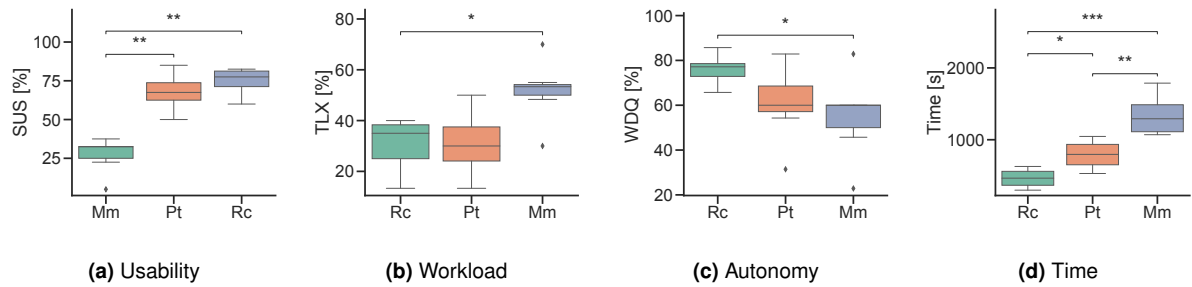 SUS [%]
100
75
50
25
**
**
Mm Pt Rc
(a) Usability
TLX [%]
80
60
40
20
*
Rc Pt Mm
(b) Workload
WDQ [%]
100
80
60
40
20
*
Rc Pt Mm
(c) Autonomy
Time [s]
2000
1000
***
*
**
Rc Pt Mm
(d) Time